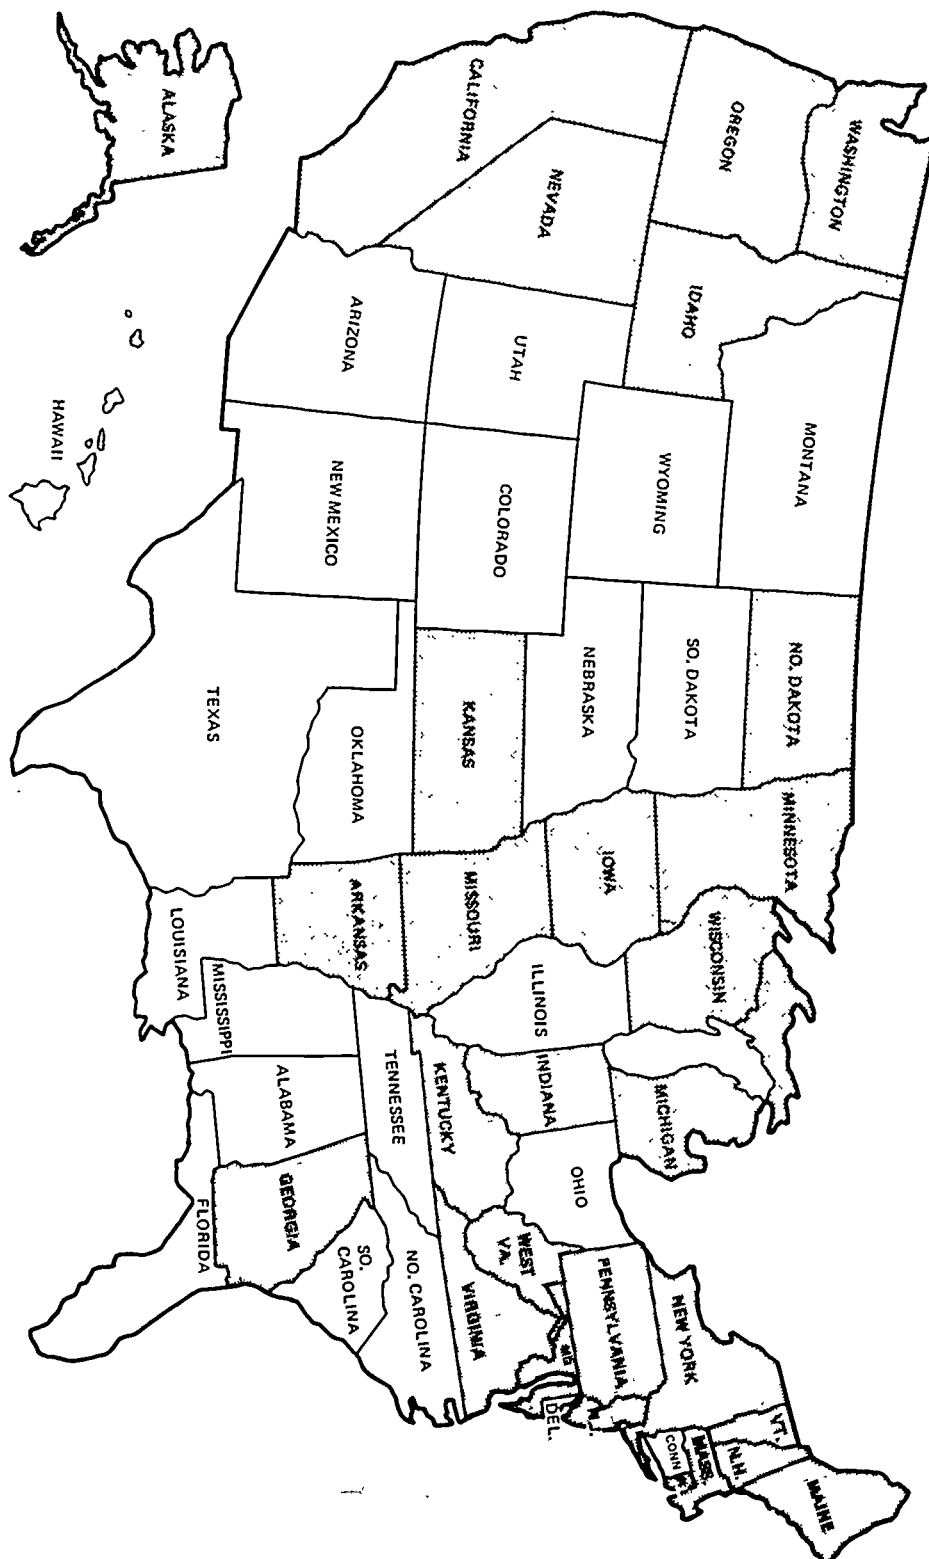 WASHINGTON
OREGON
CALIFORNIA
NEVADA
IDAHO
MONTANA
WYOMING
UTAH
ARIZONA
COLORADO
NEW MEXICO
NO. DAKOTA
SO. DAKOTA
NEBRASKA
KANSAS
OKLAHOMA
TEXAS
MINNESOTA
IOWA
MISSOURI
ARKANSAS
LOUISIANA
WISCONSIN
ILLINOIS
MICHIGAN
INDIANA
OHIO
KENTUCKY
TENNESSEE
MISSISSIPPI
ALABAMA
GEORGIA
FLORIDA
SO.
CAROLINA
NO. CAROLINA
VIRGINIA
WEST
VA.
PENNSYLVANIA
NEW YORK
VT.
N.H.
MAINE
MASS.
CONN
MD
DEL.
ALASKA
HAWAII